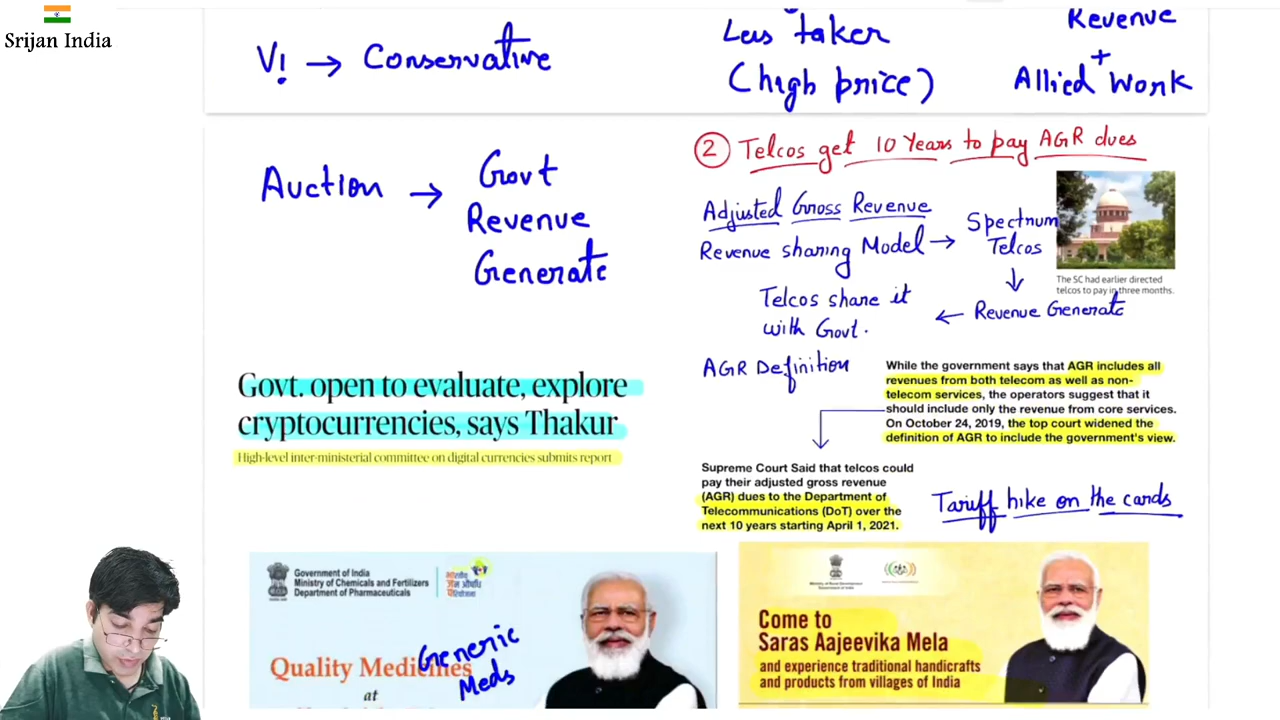 Srijan India
V! → Conservative
Less taker
(high price)
Revenue
+
Allied Work
Auction → Govt
Revenue
Generate
② Telcos get 10 Years to pay AGR dues
Adjusted Gross Revenue
Revenue sharing Model → Spectrum
Telcos
↓
← Revenue Generate
Telcos share it
with Govt.
The SC had earlier directed
telcos to pay in three months.
AGR Definition
While the government says that AGR includes all
revenues from both telecom as well as non-
telecom services, the operators suggest that it
should include only the revenue from core services.
On October 24, 2019, the top court widened the
definition of AGR to include the government's view.
Supreme Court Said that telcos could
pay their adjusted gross revenue
(AGR) dues to the Department of
Telecommunications (DoT) over the
next 10 years starting April 1, 2021.
Tariff hike on the cards
Govt. open to evaluate, explore
cryptocurrencies, says Thakur
High-level inter-ministerial committee on digital currencies submits report
Government of India
Ministry of Chemicals and Fertilizers
Department of Pharmaceuticals
Quality Medicines
at
Generic
Meds
Ministry of Rural Development
Government of India
Come to
Saras Aajeevika Mela
and experience traditional handicrafts
and products from villages of India